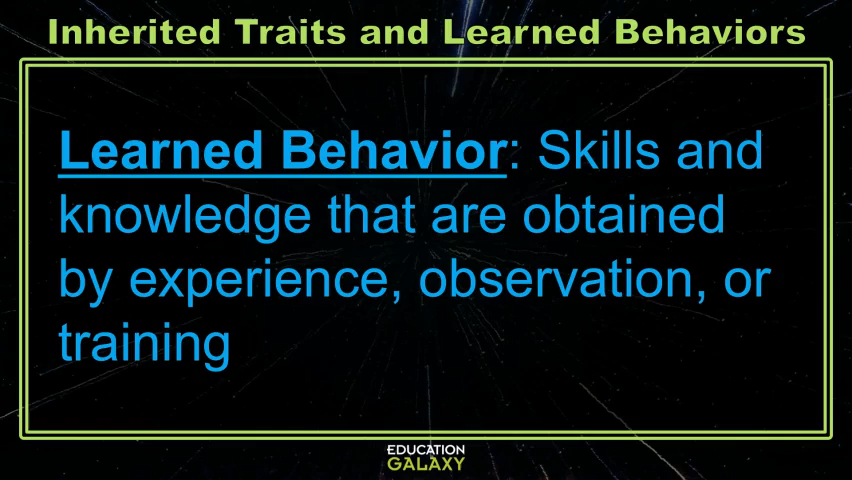 Inherited Traits and Learned Behaviors
Learned Behavior: Skills and
knowledge that are obtained
by experience, observation, or
training
EDUCATION
GALAXY